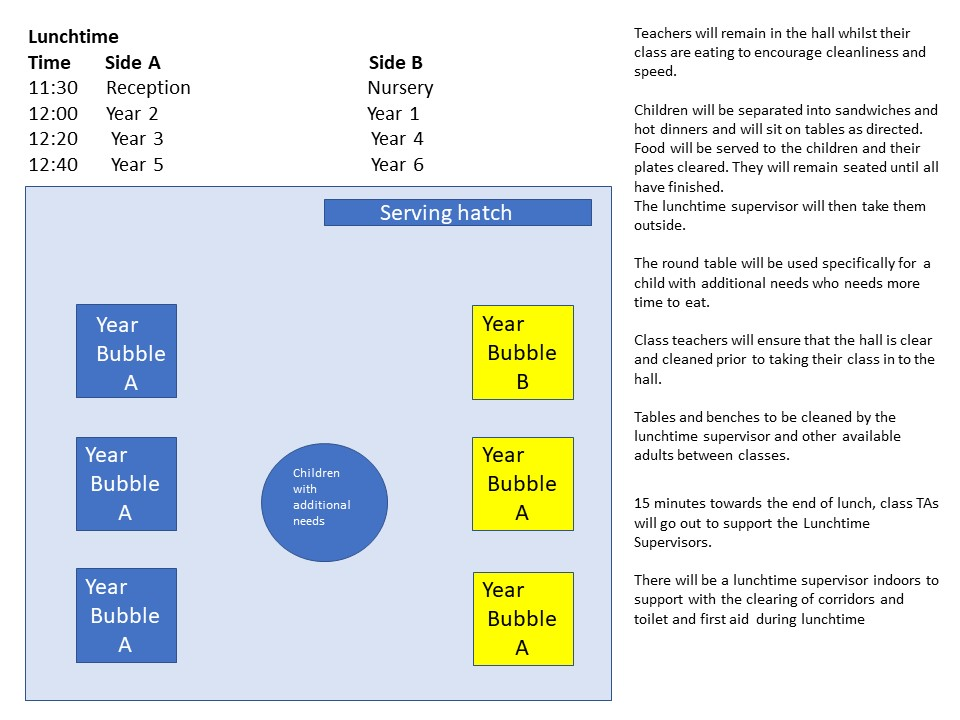 Lunchtime
Time Side A Side B
11:30 Reception Nursery
12:00 Year 2 Year 1
12:20 Year 3 Year 4
12:40 Year 5 Year 6
Serving hatch
Year
Bubble
A
Year
Bubble
B
Year
Bubble
A
Children
with
additional
needs
Year
Bubble
A
Year
Bubble
A
Year
Bubble
A
Teachers will remain in the hall whilst their
class are eating to encourage cleanliness and
speed.
Children will be separated into sandwiches and
hot dinners and will sit on tables as directed.
Food will be served to the children and their
plates cleared. They will remain seated until all
have finished.
The lunchtime supervisor will then take them
outside.
The round table will be used specifically for a
child with additional needs who needs more
time to eat.
Class teachers will ensure that the hall is clear
and cleaned prior to taking their class in to the
hall.
Tables and benches to be cleaned by the
lunchtime supervisor and other available
adults between classes.
15 minutes towards the end of lunch, class TAs
will go out to support the Lunchtime
Supervisors.
There will be a lunchtime supervisor indoors to
support with the clearing of corridors and
toilet and first aid during lunchtime